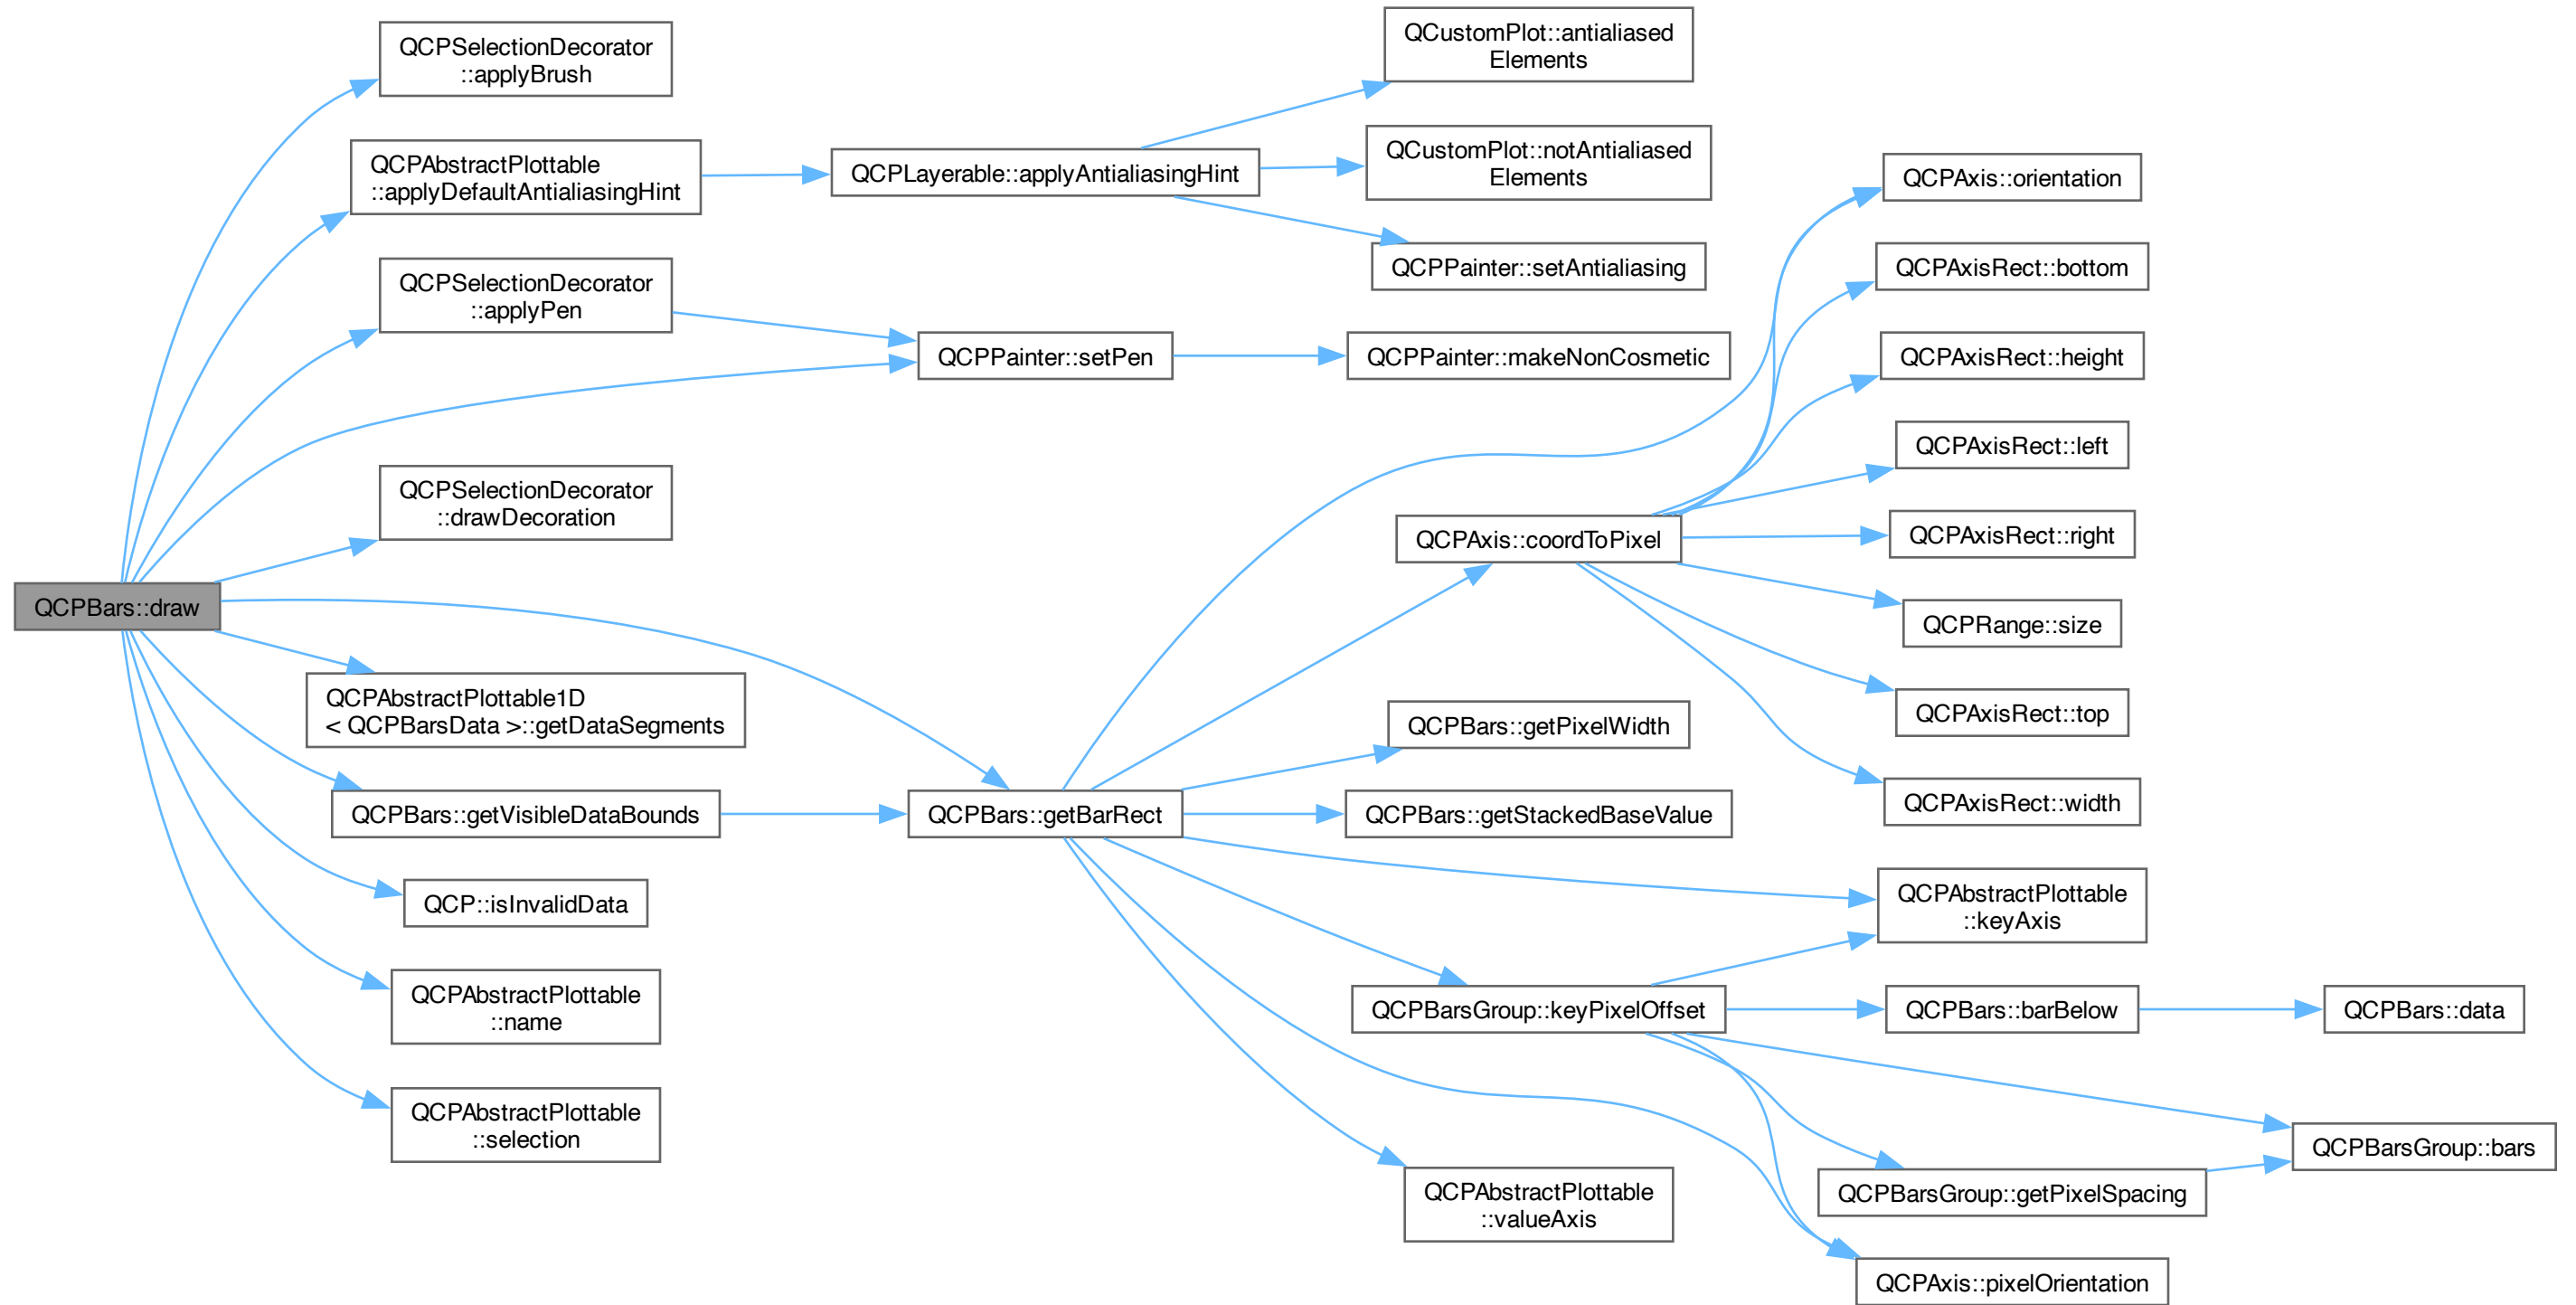 QCPBars::draw
QCPSelectionDecorator
::applyBrush
QCPAbstractPlottable
::applyDefaultAntialiasingHint
QCPSelectionDecorator
::applyPen
QCPSelectionDecorator
::drawDecoration
QCPAbstractPlottable1D
< QCPBarsData >::getDataSegments
QCPBars::getVisibleDataBounds
QCP::isInvalidData
QCPAbstractPlottable
::name
QCPAbstractPlottable
::selection
QCPLayerable::applyAntialiasingHint
QCPPainter::setPen
QCPBars::getBarRect
QCustomPlot::antialiased
Elements
QCustomPlot::notAntialiased
Elements
QCPPainter::setAntialiasing
QCPPainter::makeNonCosmetic
QCPAxis::coordToPixel
QCPBars::getPixelWidth
QCPBars::getStackedBaseValue
QCPBarsGroup::keyPixelOffset
QCPAbstractPlottable
::valueAxis
QCPAxis::orientation
QCPAxisRect::bottom
QCPAxisRect::height
QCPAxisRect::left
QCPAxisRect::right
QCPRange::size
QCPAxisRect::top
QCPAxisRect::width
QCPAbstractPlottable
::keyAxis
QCPBars::barBelow
QCPBarsGroup::getPixelSpacing
QCPAxis::pixelOrientation
QCPBars::data
QCPBarsGroup::bars